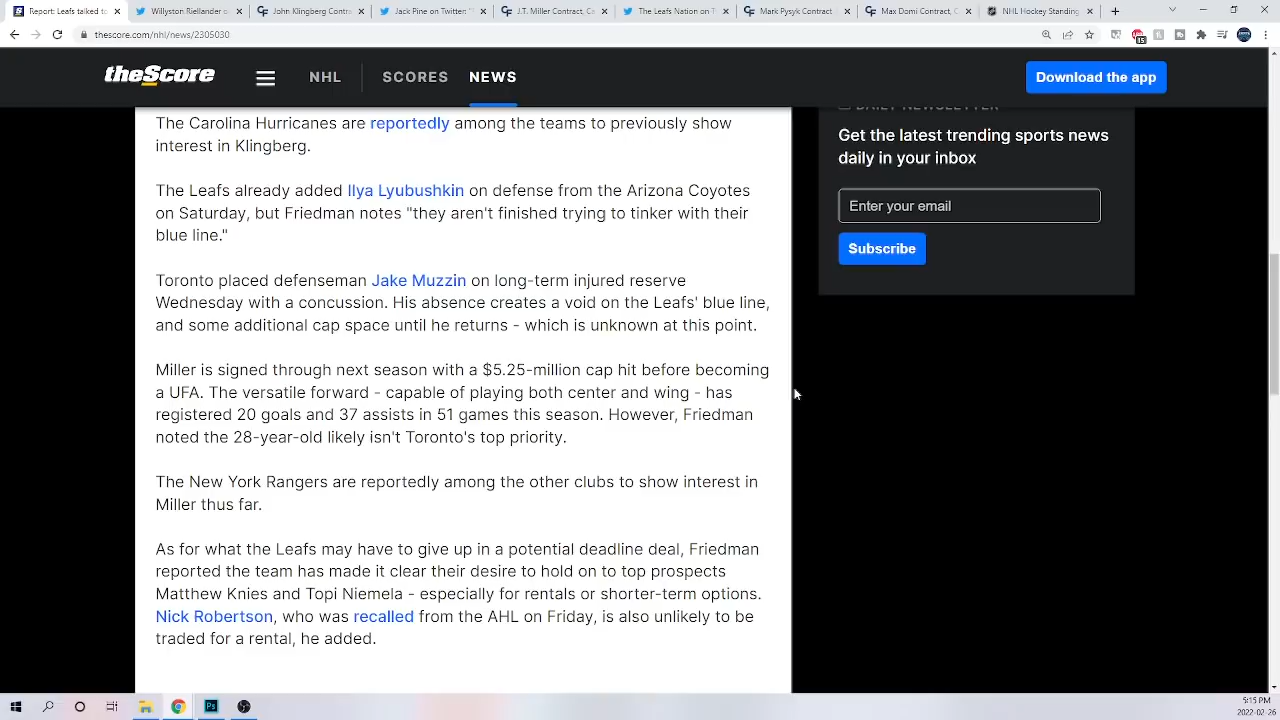 Report: Leafs talked to
Willyston Riellander o
John Klingberg Contra
Jack Pine on Twitter: "
J.T. Miller Contract, Ca
The Leafs Nation on T
Mark Pysyk Contract
Max Domi Contract, C
NHL Hockey Standing
thescore.com/nhl/news/2305030
15
theScore
NHL
SCORES
NEWS
Download the app
The Carolina Hurricanes are reportedly among the teams to previously show
interest in Klingberg.
The Leafs already added Ilya Lyubushkin on defense from the Arizona Coyotes
on Saturday, but Friedman notes "they aren't finished trying to tinker with their
blue line."
Toronto placed defenseman Jake Muzzin on long-term injured reserve
Wednesday with a concussion. His absence creates a void on the Leafs' blue line,
and some additional cap space until he returns - which is unknown at this point.
Miller is signed through next season with a $5.25-million cap hit before becoming
a UFA. The versatile forward - capable of playing both center and wing - has
registered 20 goals and 37 assists in 51 games this season. However, Friedman
noted the 28-year-old likely isn't Toronto's top priority.
The New York Rangers are reportedly among the other clubs to show interest in
Miller thus far.
As for what the Leafs may have to give up in a potential deadline deal, Friedman
reported the team has made it clear their desire to hold on to top prospects
Matthew Knies and Topi Niemela - especially for rentals or shorter-term options.
Nick Robertson, who was recalled from the AHL on Friday, is also unlikely to be
traded for a rental, he added.
DAILY NEWSLETTER
Get the latest trending sports news
daily in your inbox
Enter your email
Subscribe
5:15 PM
2022-02-26